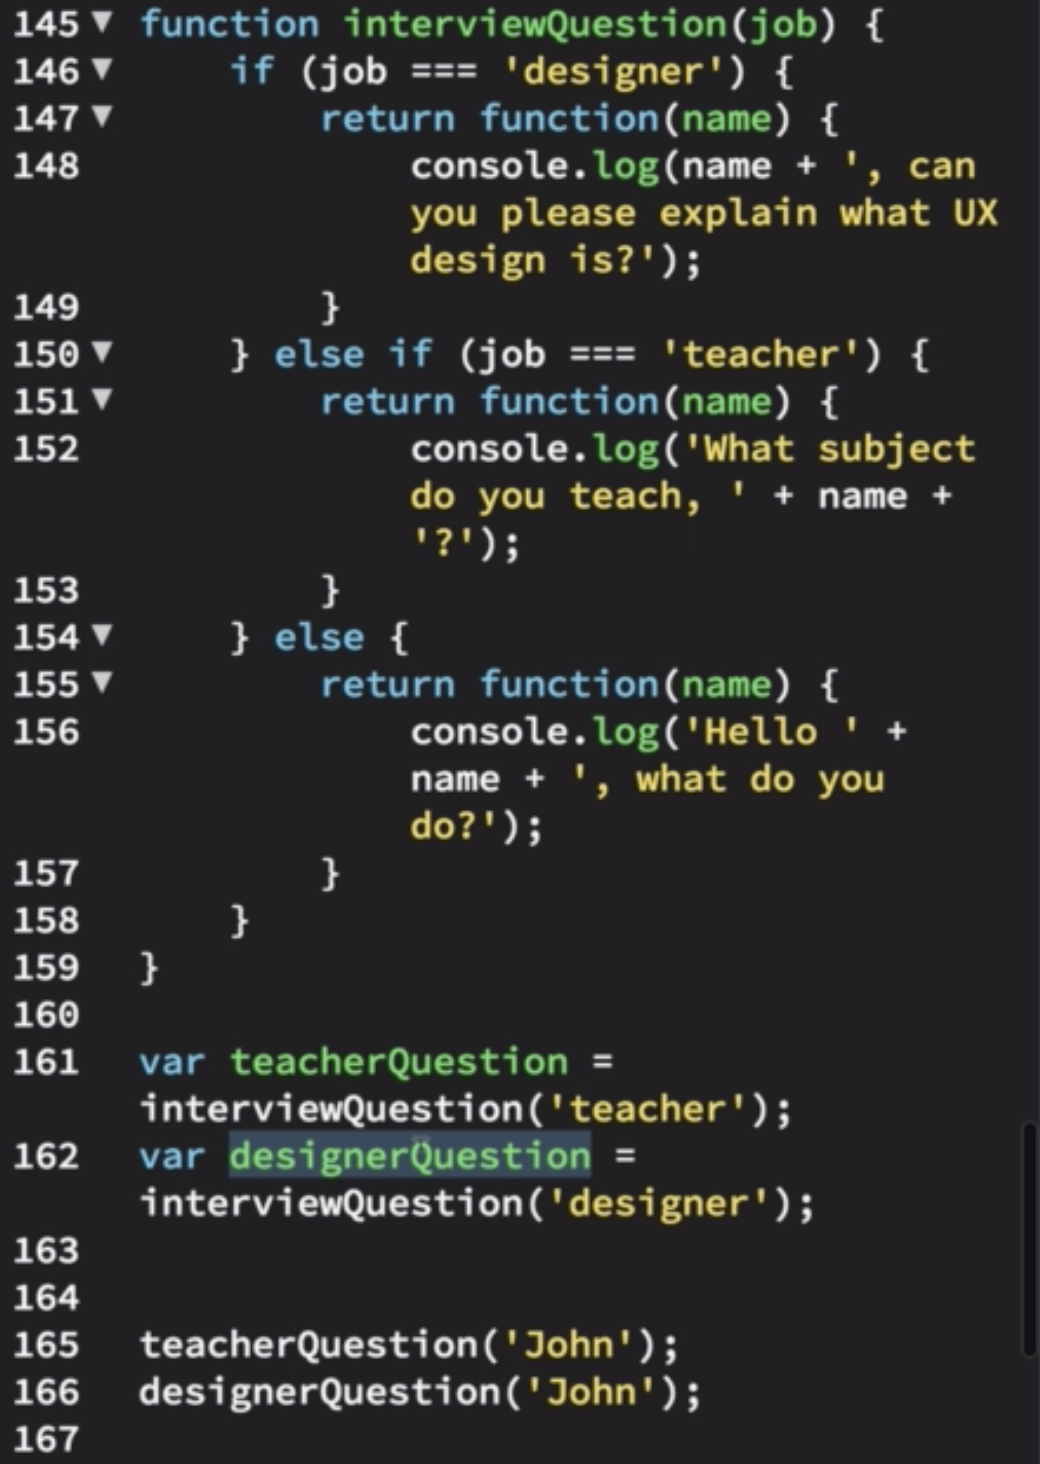 145 ▼ function interviewQuestion(job) {
146 ▼     if (job === 'designer') {
147 ▼         return function(name) {
148             console.log(name + ', can
                you please explain what UX
                design is?');
149         }
150 ▼     } else if (job === 'teacher') {
151 ▼         return function(name) {
152             console.log('What subject
                do you teach, ' + name +
                '?');
153         }
154 ▼     } else {
155 ▼         return function(name) {
156             console.log('Hello ' +
                name + ', what do you
                do?');
157         }
158     }
159 }
160
161 var teacherQuestion =
    interviewQuestion('teacher');
162 var designerQuestion =
    interviewQuestion('designer');
163
164
165 teacherQuestion('John');
166 designerQuestion('John');
167